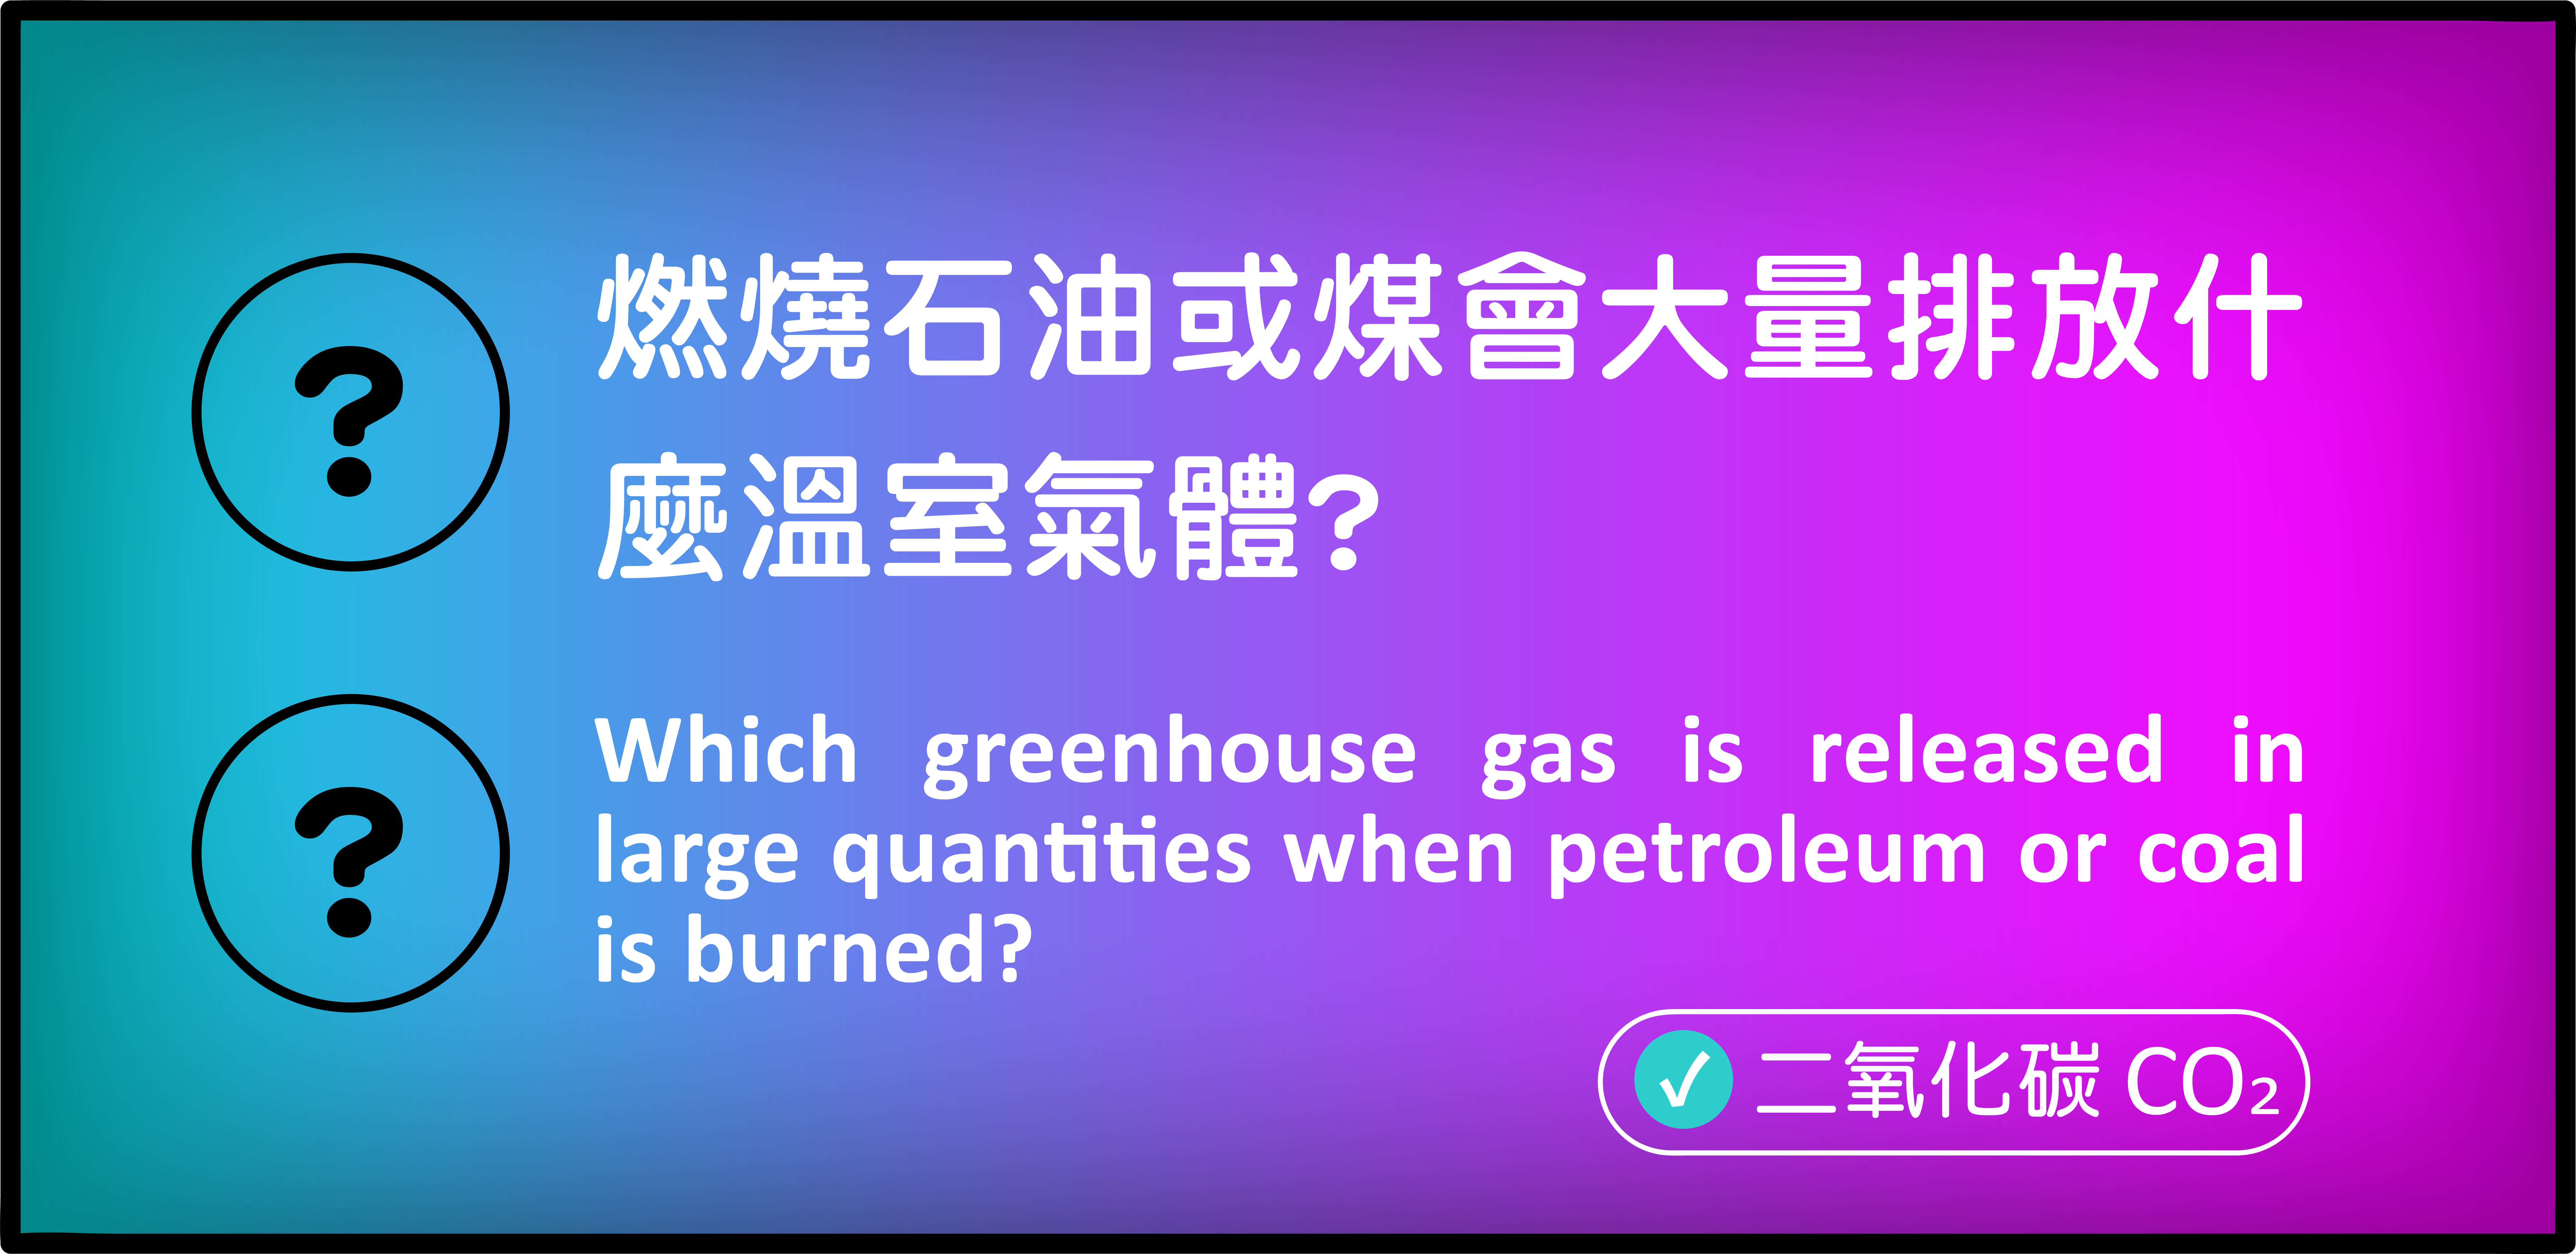 燃燒石油或煤會大量排放什
麼溫室氣體?
Which greenhouse gas is released in
large quantities when petroleum or coal
is burned?
二氧化碳 CO₂